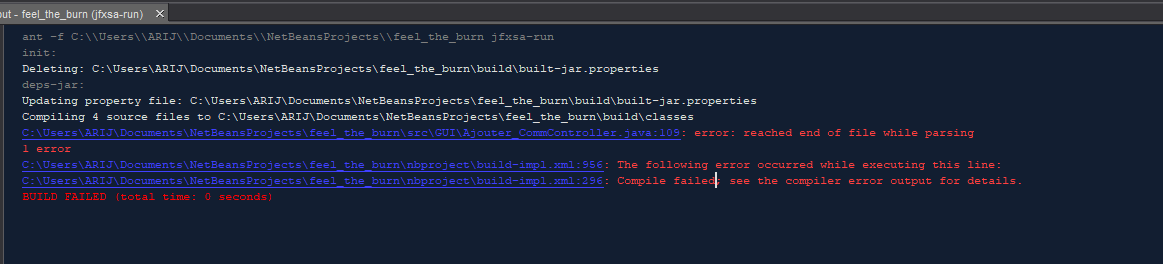 out - feel_the_burn (jfxsa-run) ×
ant -f C:\\Users\\ARIJ\\Documents\\NetBeansProjects\\feel_the_burn jfxsa-run
init:
Deleting: C:\Users\ARIJ\Documents\NetBeansProjects\feel_the_burn\build\built-jar.properties
deps-jar:
Updating property file: C:\Users\ARIJ\Documents\NetBeansProjects\feel_the_burn\build\built-jar.properties
Compiling 4 source files to C:\Users\ARIJ\Documents\NetBeansProjects\feel_the_burn\build\classes
C:\Users\ARIJ\Documents\NetBeansProjects\feel_the_burn\src\GUI\Ajouter_CommController.java:109: error: reached end of file while parsing
1 error
C:\Users\ARIJ\Documents\NetBeansProjects\feel_the_burn\nbproject\build-impl.xml:956: The following error occurred while executing this line:
C:\Users\ARIJ\Documents\NetBeansProjects\feel_the_burn\nbproject\build-impl.xml:296: Compile failed; see the compiler error output for details.
BUILD FAILED (total time: 0 seconds)